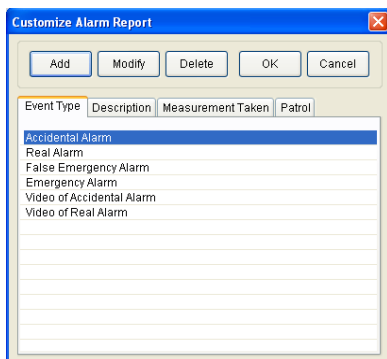 Customize Alarm Report
Add Modify Delete OK Cancel
Event Type Description Measurement Taken Patrol
Accidental Alarm
Real Alarm
False Emergency Alarm
Emergency Alarm
Video of Accidental Alarm
Video of Real Alarm